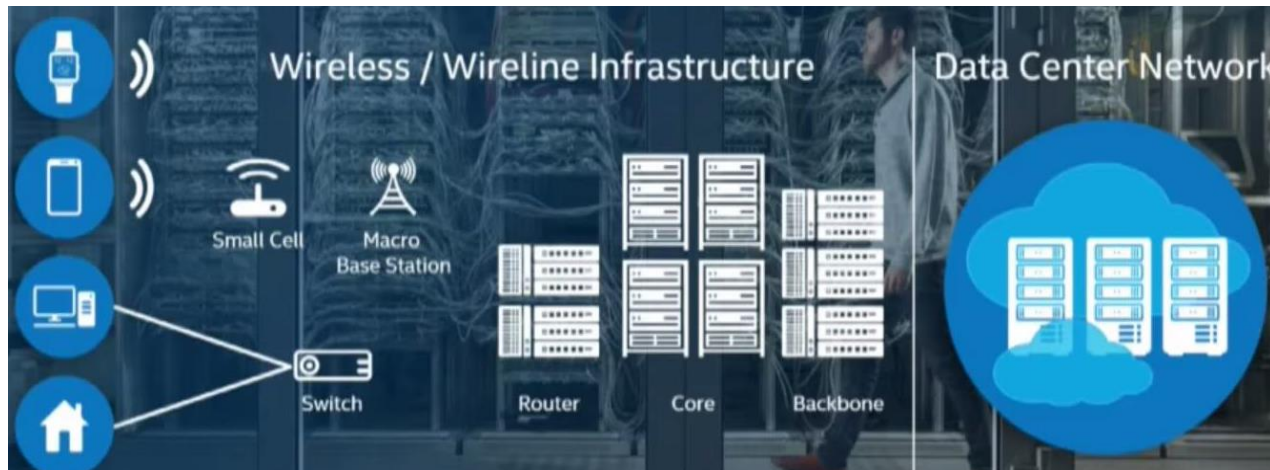 Wireless / Wireline Infrastructure
Data Center Network
Small Cell
Macro
Base Station
Switch
Router
Core
Backbone